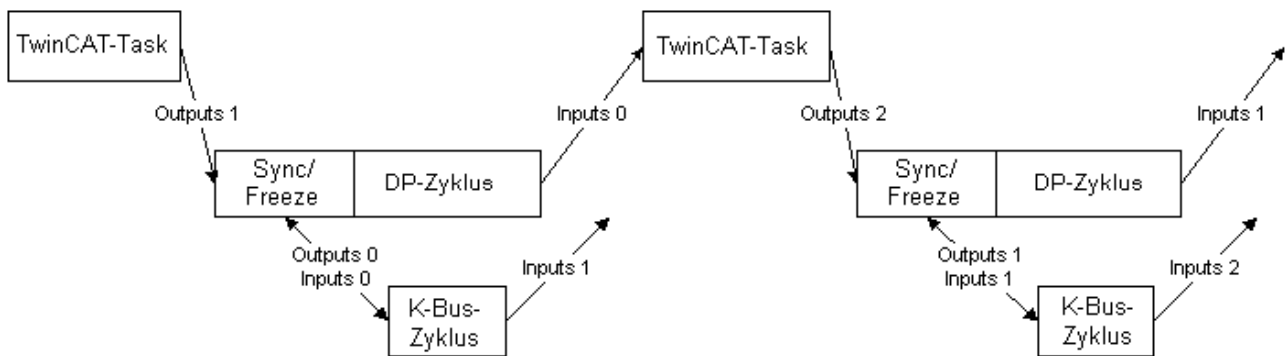 TwinCAT-Task
TwinCAT-Task
Outputs 1
Inputs 0
Outputs 2
Inputs 1
Sync/
Freeze
DP-Zyklus
Sync/
Freeze
DP-Zyklus
Outputs 0
Inputs 0
Inputs 1
Outputs 1
Inputs 1
Inputs 2
K-Bus-
Zyklus
K-Bus-
Zyklus